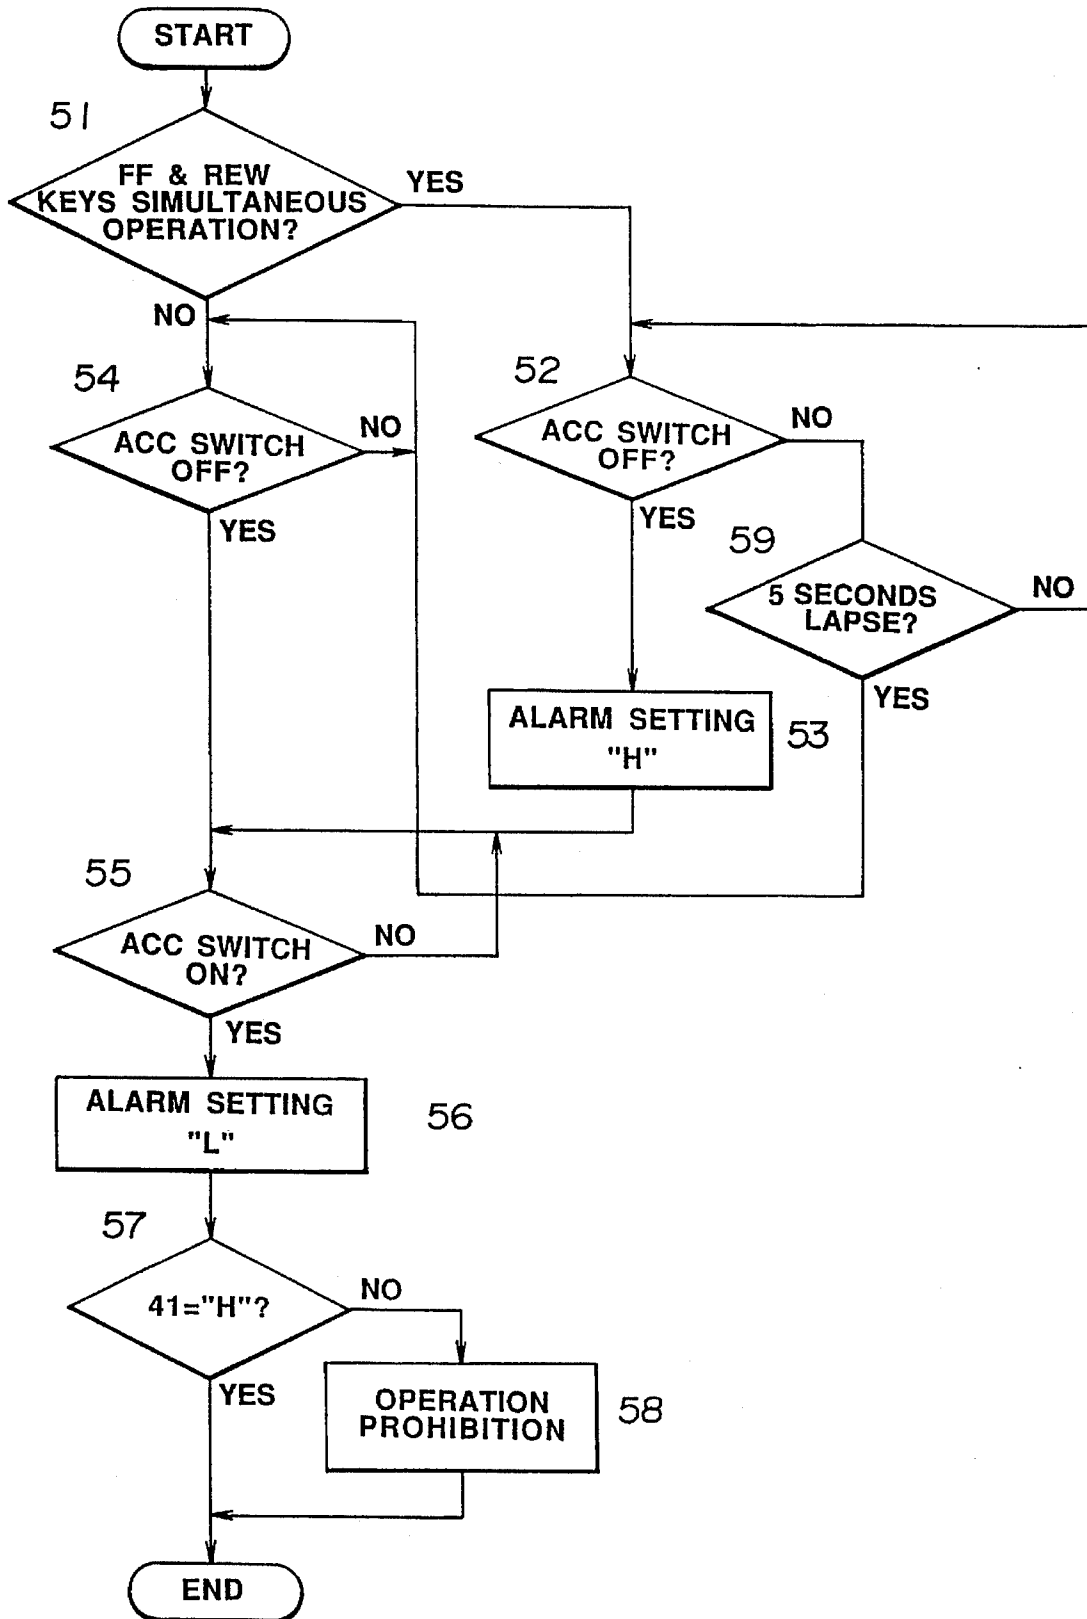 START
51
FF & REW
KEYS SIMULTANEOUS
OPERATION?
YES
NO
54
ACC SWITCH
OFF?
NO
YES
52
ACC SWITCH
OFF?
NO
YES
59
5 SECONDS
LAPSE?
NO
YES
ALARM SETTING
"H"
53
55
ACC SWITCH
ON?
NO
YES
ALARM SETTING
"L"
56
57
41="H"?
NO
YES
OPERATION
PROHIBITION
58
END